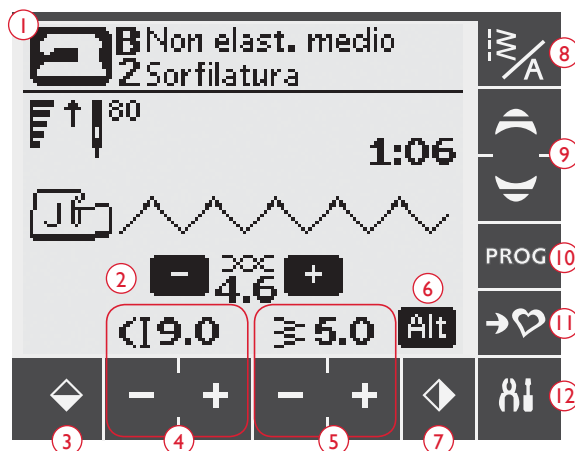 1
B Non elast. medio
2 Sorfilatura
80
1:06
J
2
- 4.6 +
6
9.0
5.0
Alt
- +
- +
3
4
5
7
A
8
9
PROG 10
11
12